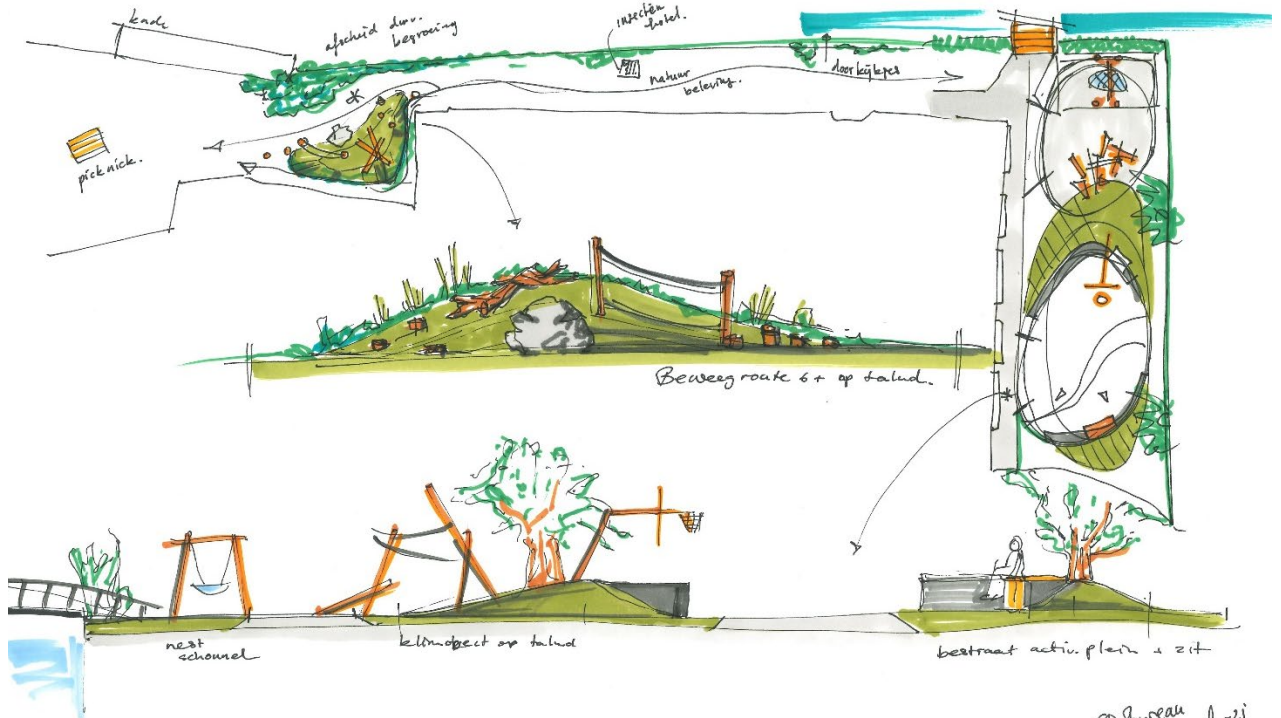 kade
afscheid d.m.v.
begroeiing
insecten
hotel.
natuur
beleving.
doorkijkjes
picknick.
Beweegroute 6+ op talud.
nest
schommel
klimobject op talud
bestraat activ. plein + zit
bureau